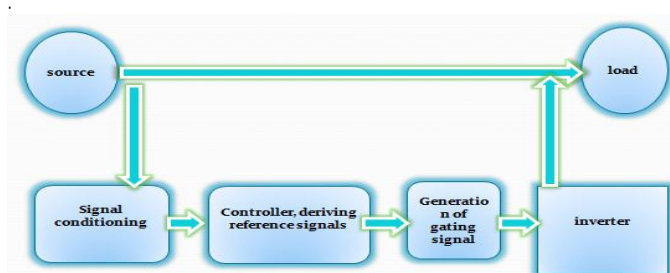 .
source
load
Signal
conditioning
Controller, deriving
reference signals
Generatio
n of
gating
signal
inverter